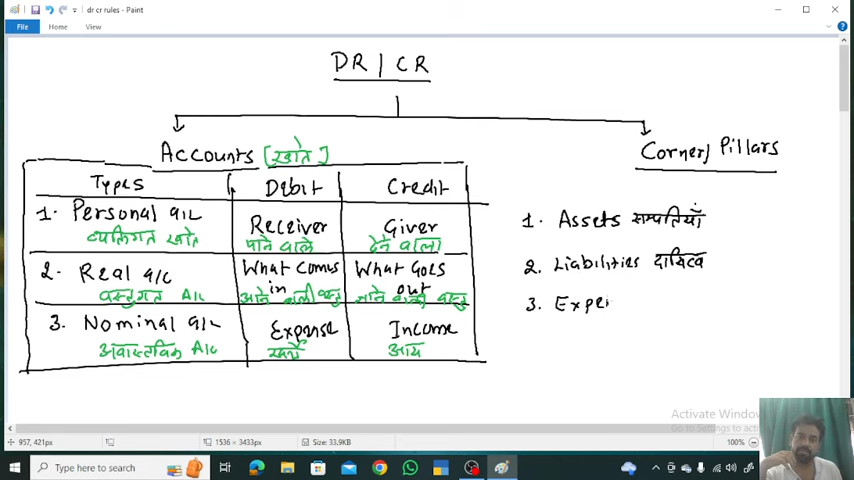 dr cr rules - Paint
File Home View
DR | CR
Accounts [खाते]
Corner/ Pillars
Types Debit Credit
1. Personal a/c Receiver Giver
व्यक्तिगत खाते पाने वाले देने वाला
2. Real a/c What comes in What Goes out
वस्तुगत A/C आने वाली वस्तु जाने वाली वस्तु
3. Nominal a/c Expense Income
अवास्तविक A/C खर्चे आय
1. Assets सम्पतियाँ
2. Liabilities दायित्व
3. Expe
Activate Window
Go to Settings to activ
957, 421px 1536 × 3433px Size: 33.9KB 100%
Type here to search